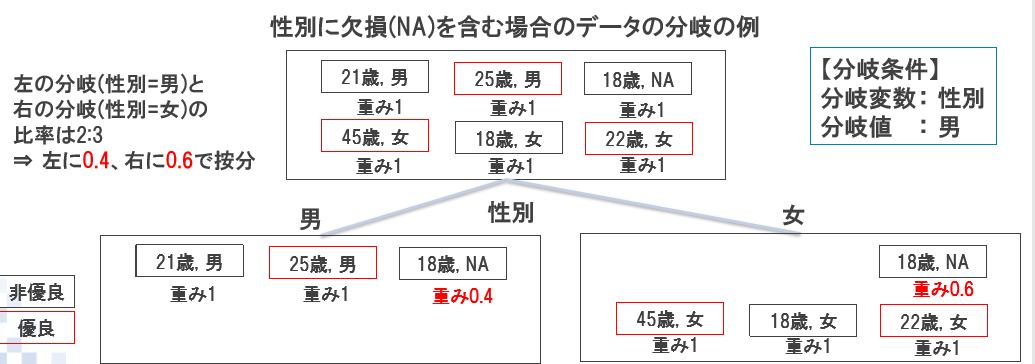 性別に欠損(NA)を含む場合のデータの分岐の例
左の分岐(性別=男)と
右の分岐(性別=女)の
比率は2:3
⇒ 左に0.4、右に0.6で按分
21歳, 男
25歳, 男
18歳, NA
重み1
重み1
重み1
45歳, 女
18歳, 女
22歳, 女
重み1
重み1
重み1
【分岐条件】
分岐変数： 性別
分岐値　： 男
男
性別
女
21歳, 男
25歳, 男
18歳, NA
重み1
重み1
重み0.4
18歳, NA
重み0.6
45歳, 女
18歳, 女
22歳, 女
重み1
重み1
重み1
非優良
優良